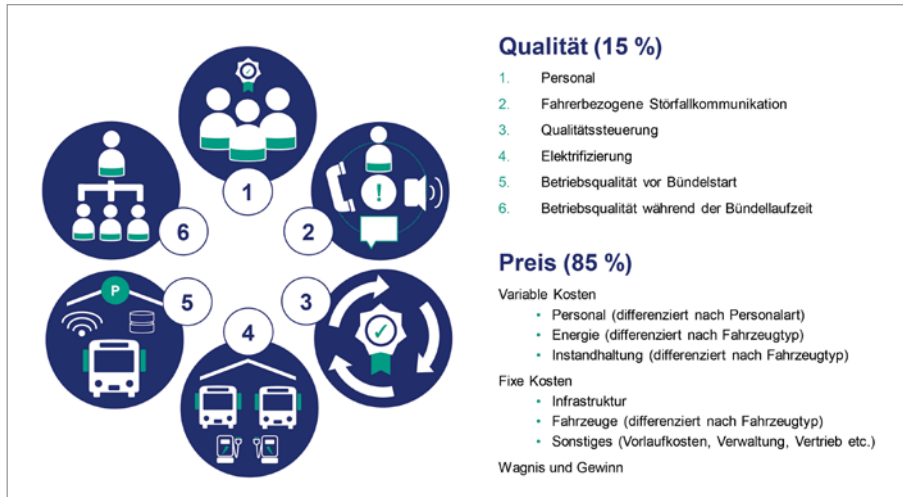 Qualität (15 %)
1. Personal
2. Fahrerbezogene Störfallkommunikation
3. Qualitätssteuerung
4. Elektrifizierung
5. Betriebsqualität vor Bündelstart
6. Betriebsqualität während der Bündellaufzeit
Preis (85 %)
Variable Kosten
• Personal (differenziert nach Personalart)
• Energie (differenziert nach Fahrzeugtyp)
• Instandhaltung (differenziert nach Fahrzeugtyp)
Fixe Kosten
• Infrastruktur
• Fahrzeuge (differenziert nach Fahrzeugtyp)
• Sonstiges (Vorlaufkosten, Verwaltung, Vertrieb etc.)
Wagnis und Gewinn
1
2
!
3
4
5
P
6